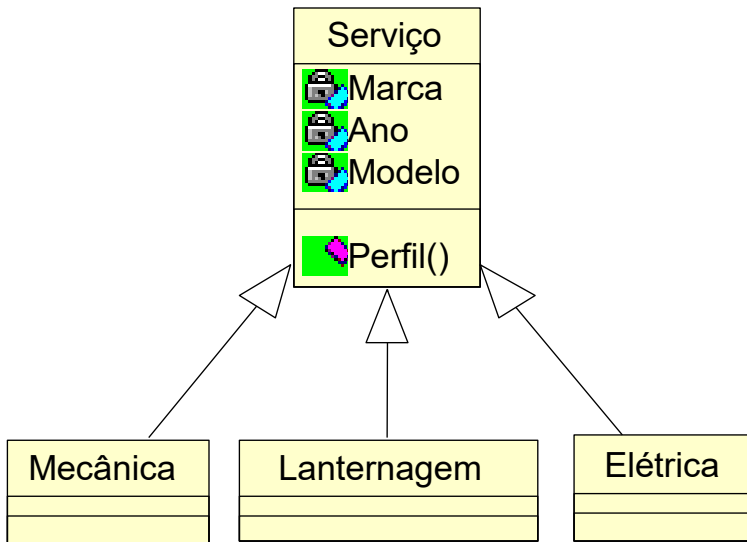 Serviço
Marca
Ano
Modelo
Perfil()
Mecânica
Lanternagem
Elétrica